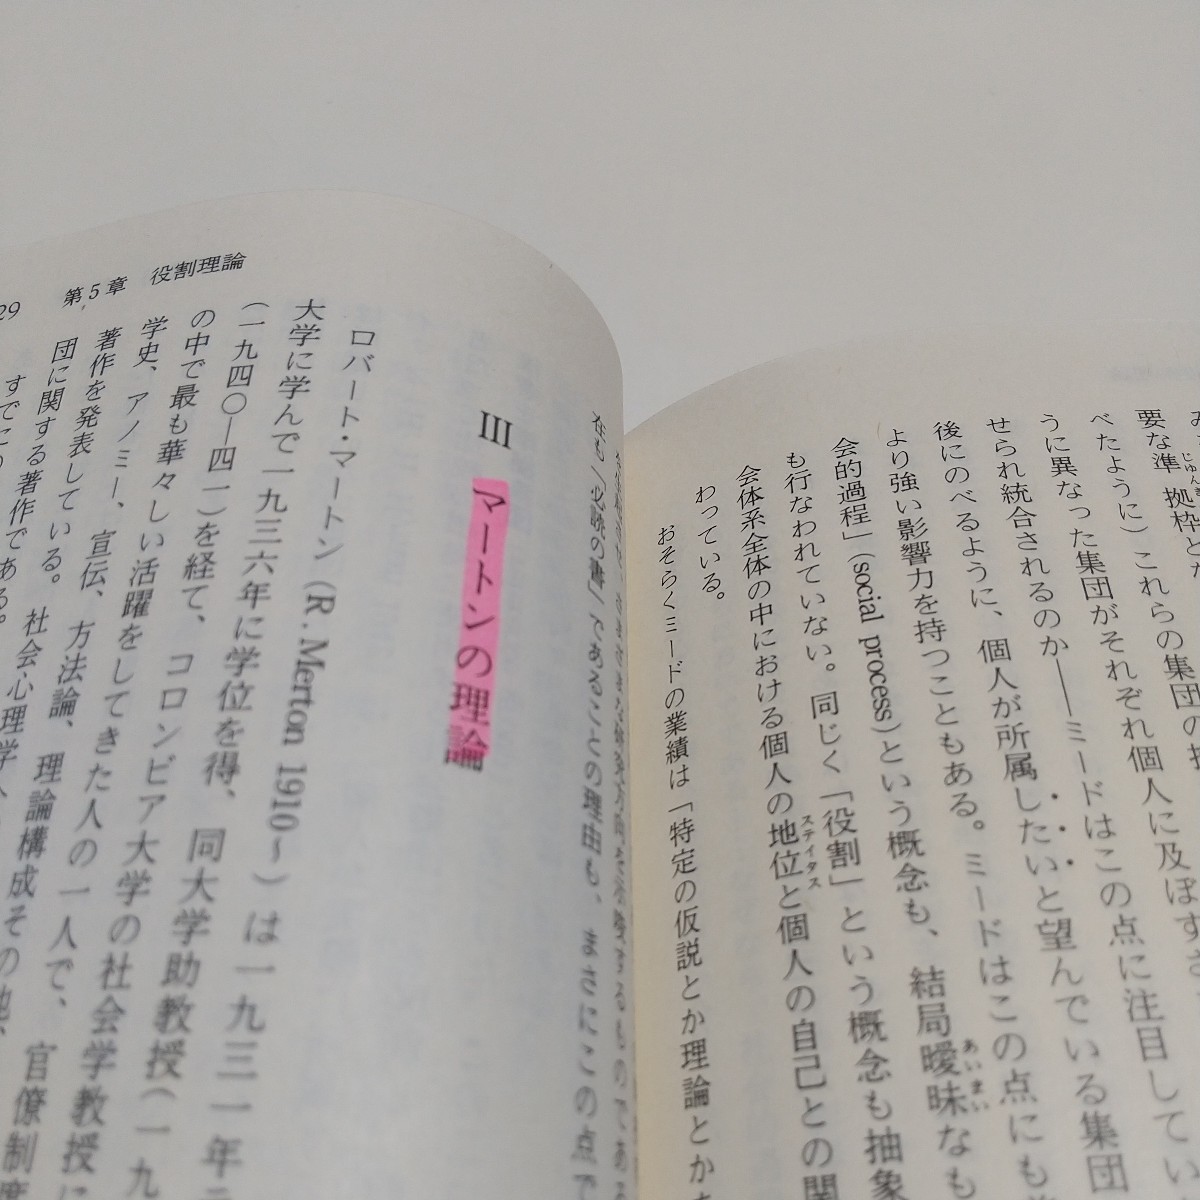 要な準拠枠とな
べたように)これらの集団の拘
うに異なった集団がそれぞれ個人に及ぼす
せられ統合されるのか――ミードはこの点に注目してい
後にのべるように、個人が所属したいと望んでいる集団
より強い影響力を持つこともある。ミードはこの点にも
会的過程」(social process)という概念も、結局曖昧なも
も行なわれていない。同じく「役割」という概念も抽象
会体系全体の中における個人の地位と個人の自己との関
わっている。
おそらくミードの業績は「特定の仮説とか理論とか
在も「必読の書」であることの理由も、まさにこの点で
29 第5章 役割理論
III マートンの理論
ロバート・マートン(R. Merton 1910〜)は一九三一年
大学に学んで一九三六年に学位を得、同大学助教授(一九
(一九四〇―四一)を経て、コロンビア大学の社会学教授に
の中で最も華々しい活躍をしてきた人の一人で、官僚制度
学史、アノミー、宣伝、方法論、理論構成その他、
著作を発表している。社会心理学
団に関する著作である。
すでに